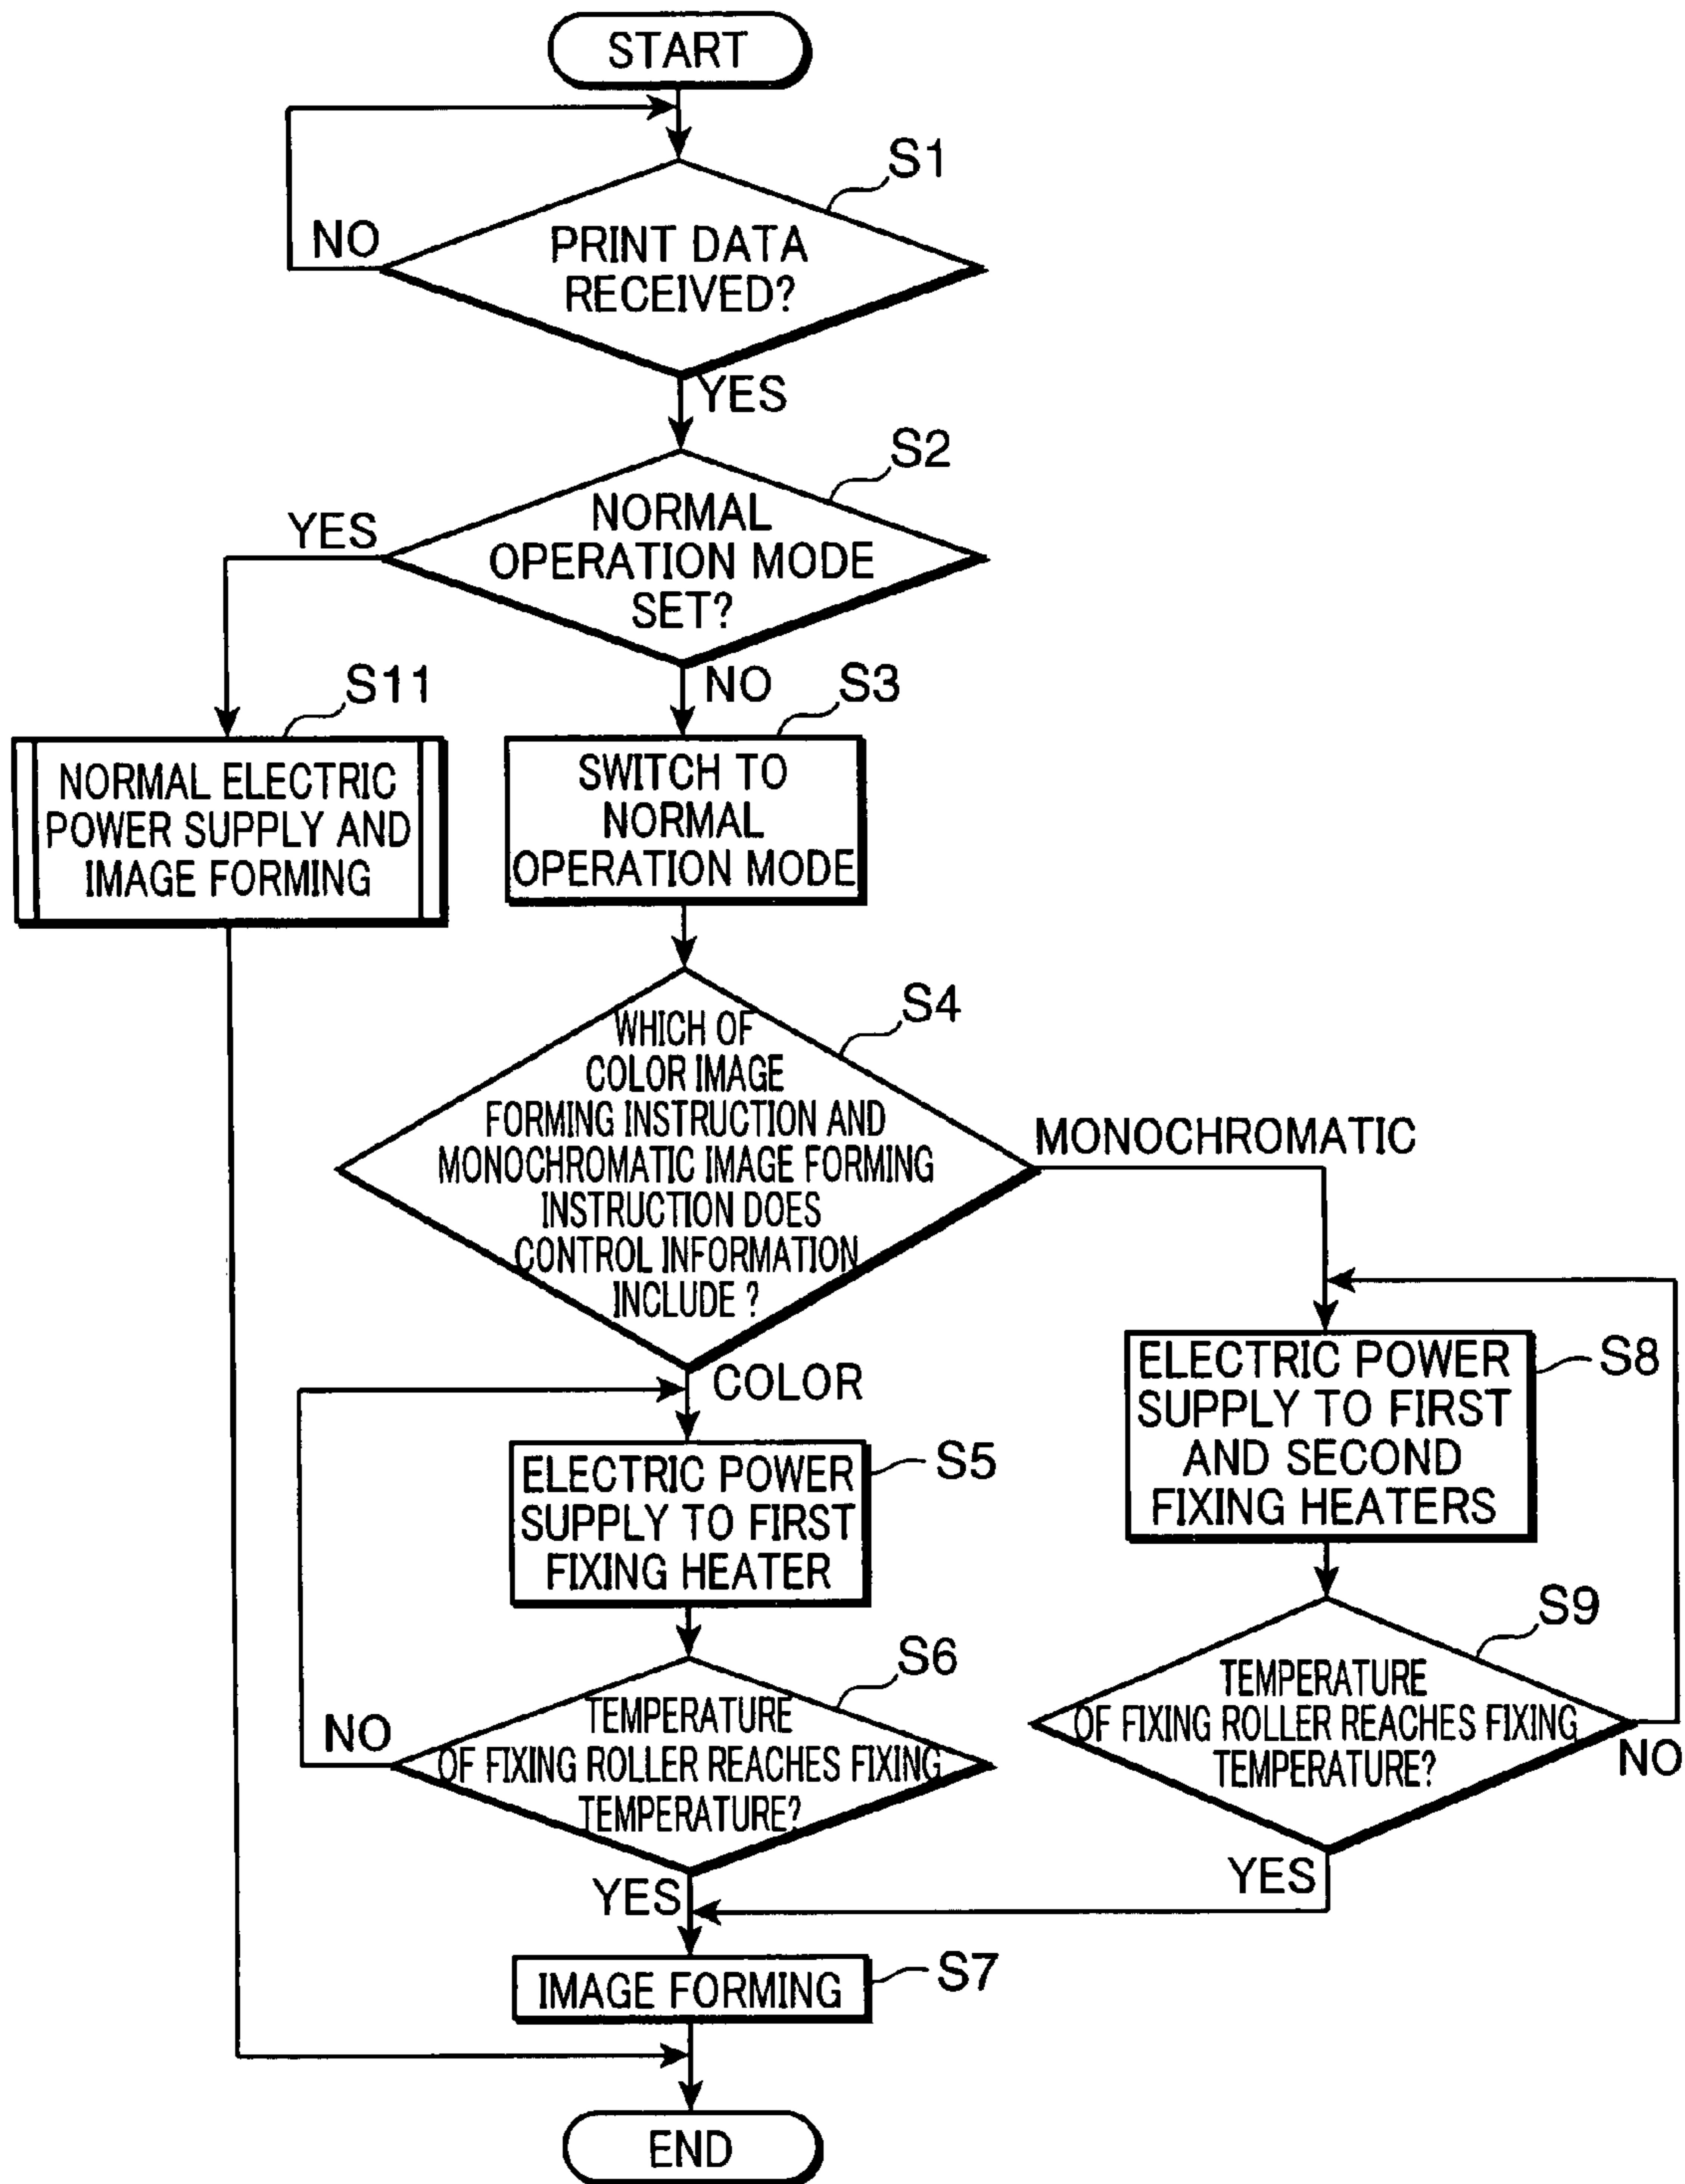 START
S1
NO
PRINT DATA
RECEIVED?
YES
S2
YES
NORMAL
OPERATION MODE
SET?
NO
S11
S3
NORMAL ELECTRIC
POWER SUPPLY AND
IMAGE FORMING
SWITCH TO
NORMAL
OPERATION MODE
S4
WHICH OF
COLOR IMAGE
FORMING INSTRUCTION AND
MONOCHROMATIC IMAGE FORMING
INSTRUCTION DOES
CONTROL INFORMATION
INCLUDE ?
MONOCHROMATIC
COLOR
ELECTRIC POWER
SUPPLY TO FIRST
FIXING HEATER
S5
ELECTRIC POWER
SUPPLY TO FIRST
AND SECOND
FIXING HEATERS
S8
S6
TEMPERATURE
OF FIXING ROLLER REACHES FIXING
TEMPERATURE?
NO
YES
S9
TEMPERATURE
OF FIXING ROLLER REACHES FIXING
TEMPERATURE?
NO
YES
IMAGE FORMING
S7
END